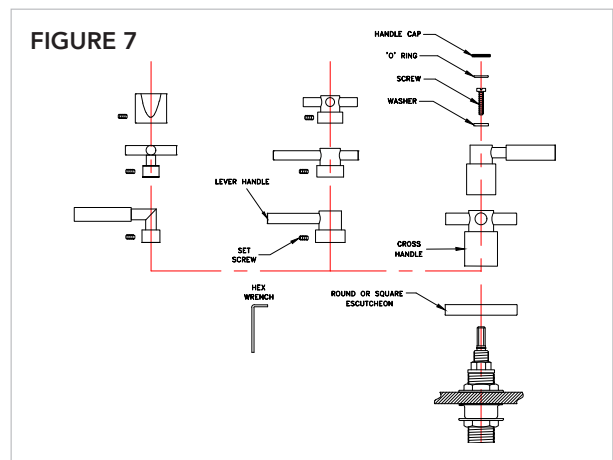 FIGURE 7
HANDLE CAP
"O" RING
SCREW
WASHER
LEVER HANDLE
SET
SCREW
CROSS
HANDLE
HEX
WRENCH
ROUND OR SQUARE
ESCUTCHEON